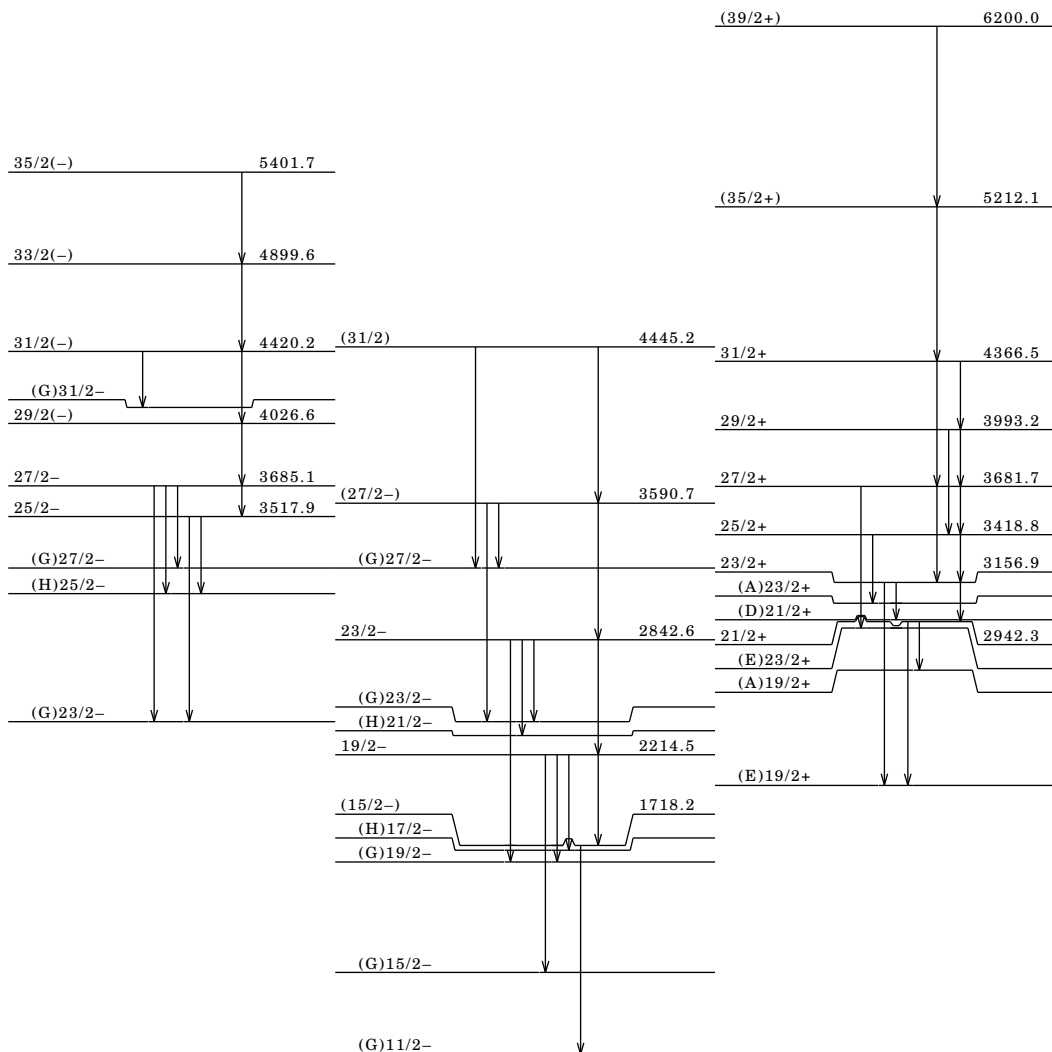 35/2(−) 5401.7
33/2(−) 4899.6
31/2(−) 4420.2
(G)31/2−
29/2(−) 4026.6
27/2− 3685.1
25/2− 3517.9
(G)27/2−
(H)25/2−
(G)23/2−
(31/2) 4445.2
(27/2−) 3590.7
(G)27/2−
23/2− 2842.6
(G)23/2−
(H)21/2−
19/2− 2214.5
(15/2−) 1718.2
(H)17/2−
(G)19/2−
(G)15/2−
(G)11/2−
(39/2+) 6200.0
(35/2+) 5212.1
31/2+ 4366.5
29/2+ 3993.2
27/2+ 3681.7
25/2+ 3418.8
23/2+ 3156.9
(A)23/2+
(D)21/2+
21/2+ 2942.3
(E)23/2+
(A)19/2+
(E)19/2+